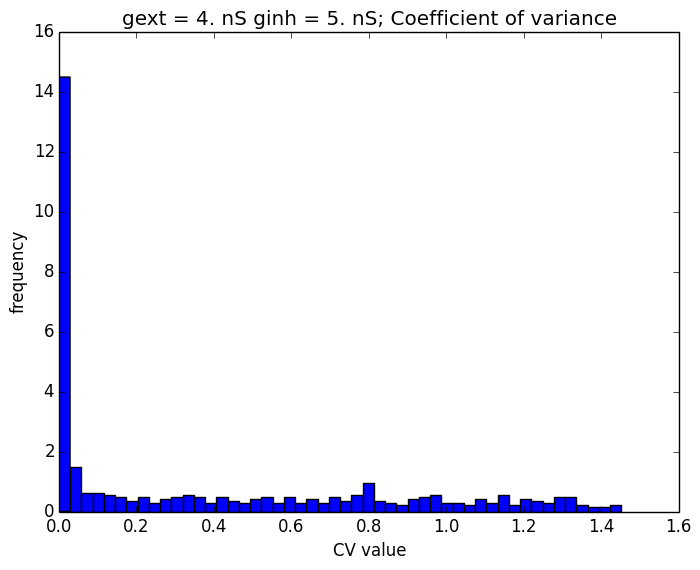 gext = 4. nS ginh = 5. nS; Coefficient of variance
16
14
12
10
8
6
4
2
0
frequency
0.0 0.2 0.4 0.6 0.8 1.0 1.2 1.4 1.6
CV value